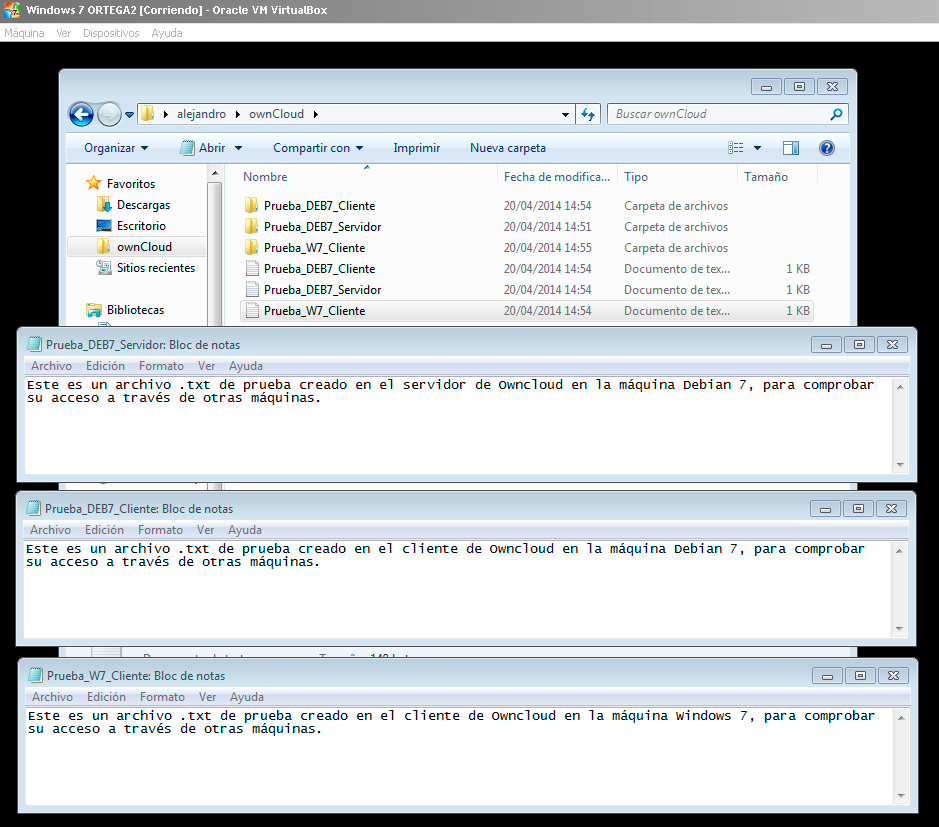 Windows 7 ORTEGA2 [Corriendo] - Oracle VM VirtualBox
Máquina Ver Dispositivos Ayuda
alejandro ownCloud
Buscar ownCloud
Organizar Abrir Compartir con Imprimir Nueva carpeta
Nombre Fecha de modifica... Tipo Tamaño
Favoritos
Descargas
Escritorio
ownCloud
Sitios recientes
Bibliotecas
Prueba_DEB7_Cliente 20/04/2014 14:54 Carpeta de archivos
Prueba_DEB7_Servidor 20/04/2014 14:51 Carpeta de archivos
Prueba_W7_Cliente 20/04/2014 14:55 Carpeta de archivos
Prueba_DEB7_Cliente 20/04/2014 14:54 Documento de tex... 1 KB
Prueba_DEB7_Servidor 20/04/2014 14:54 Documento de tex... 1 KB
Prueba_W7_Cliente 20/04/2014 14:54 Documento de tex... 1 KB
Prueba_DEB7_Servidor: Bloc de notas
Archivo Edición Formato Ver Ayuda
Este es un archivo .txt de prueba creado en el servidor de Owncloud en la máquina Debian 7, para comprobar
su acceso a través de otras máquinas.
Prueba_DEB7_Cliente: Bloc de notas
Archivo Edición Formato Ver Ayuda
Este es un archivo .txt de prueba creado en el cliente de Owncloud en la máquina Debian 7, para comprobar
su acceso a través de otras máquinas.
Prueba_W7_Cliente: Bloc de notas
Archivo Edición Formato Ver Ayuda
Este es un archivo .txt de prueba creado en el cliente de Owncloud en la máquina Windows 7, para comprobar
su acceso a través de otras máquinas.